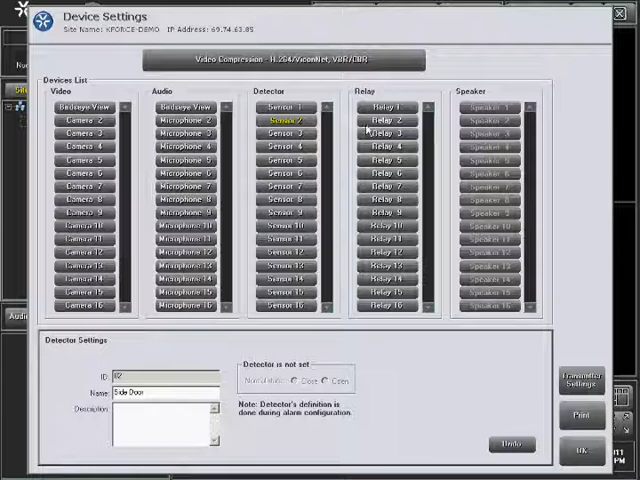 Device Settings
Site Name: KFORCE-DEMO IP Address: 69.74.63.85
Video Compression - H.264/ViconNet, VBR/CBR
Devices List
Video Audio Detector Relay Speaker
Birdseye View Birdseye View Sensor 1 Relay 1 Speaker 1
Camera 2 Microphone 2 Sensor 2 Relay 2 Speaker 2
Camera 3 Microphone 3 Sensor 3 Relay 3 Speaker 3
Camera 4 Microphone 4 Sensor 4 Relay 4 Speaker 4
Camera 5 Microphone 5 Sensor 5 Relay 5 Speaker 5
Camera 6 Microphone 6 Sensor 6 Relay 6 Speaker 6
Camera 7 Microphone 7 Sensor 7 Relay 7 Speaker 7
Camera 8 Microphone 8 Sensor 8 Relay 8 Speaker 8
Camera 9 Microphone 9 Sensor 9 Relay 9 Speaker 9
Camera 10 Microphone 10 Sensor 10 Relay 10 Speaker 10
Camera 11 Microphone 11 Sensor 11 Relay 11 Speaker 11
Camera 12 Microphone 12 Sensor 12 Relay 12 Speaker 12
Camera 13 Microphone 13 Sensor 13 Relay 13 Speaker 13
Camera 14 Microphone 14 Sensor 14 Relay 14 Speaker 14
Camera 15 Microphone 15 Sensor 15 Relay 15 Speaker 15
Camera 16 Microphone 16 Sensor 16 Relay 16 Speaker 16
Detector Settings
ID: 02
Name: Side Door
Description:
Detector is not set
Normal state: Close Open
Note: Detector's definition is
done during alarm configuration.
Undo
Transmitter
Settings
Print
OK
Audio
011
PM